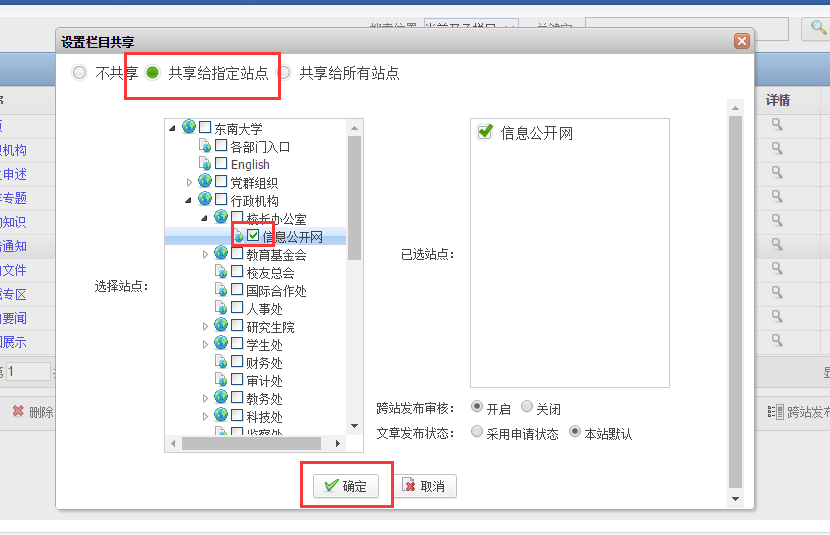 设置栏目共享
不共享 共享给指定站点 共享给所有站点
详情
选择站点：
东南大学
各部门入口
English
党群组织
行政机构
校长办公室
信息公开网
教育基金会
校友总会
国际合作处
人事处
研究生院
学生处
财务处
审计处
教务处
科技处
已选站点：
信息公开网
跨站发布审核： 开启 关闭
文章发布状态： 采用申请状态 本站默认
确定 取消
机构
申述
专题
知识
通知
文件
专区
要闻
展示
1
删除
跨站发布